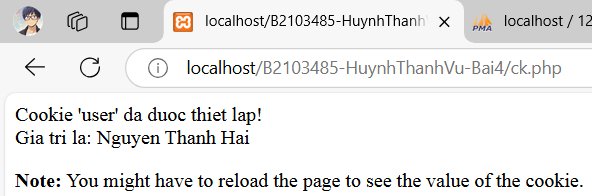 localhost/B2103485-HuynhThanhV
localhost / 12
PMA
localhost/B2103485-HuynhThanhVu-Bai4/ck.php
Cookie 'user' da duoc thiet lap!
Gia tri la: Nguyen Thanh Hai
Note: You might have to reload the page to see the value of the cookie.